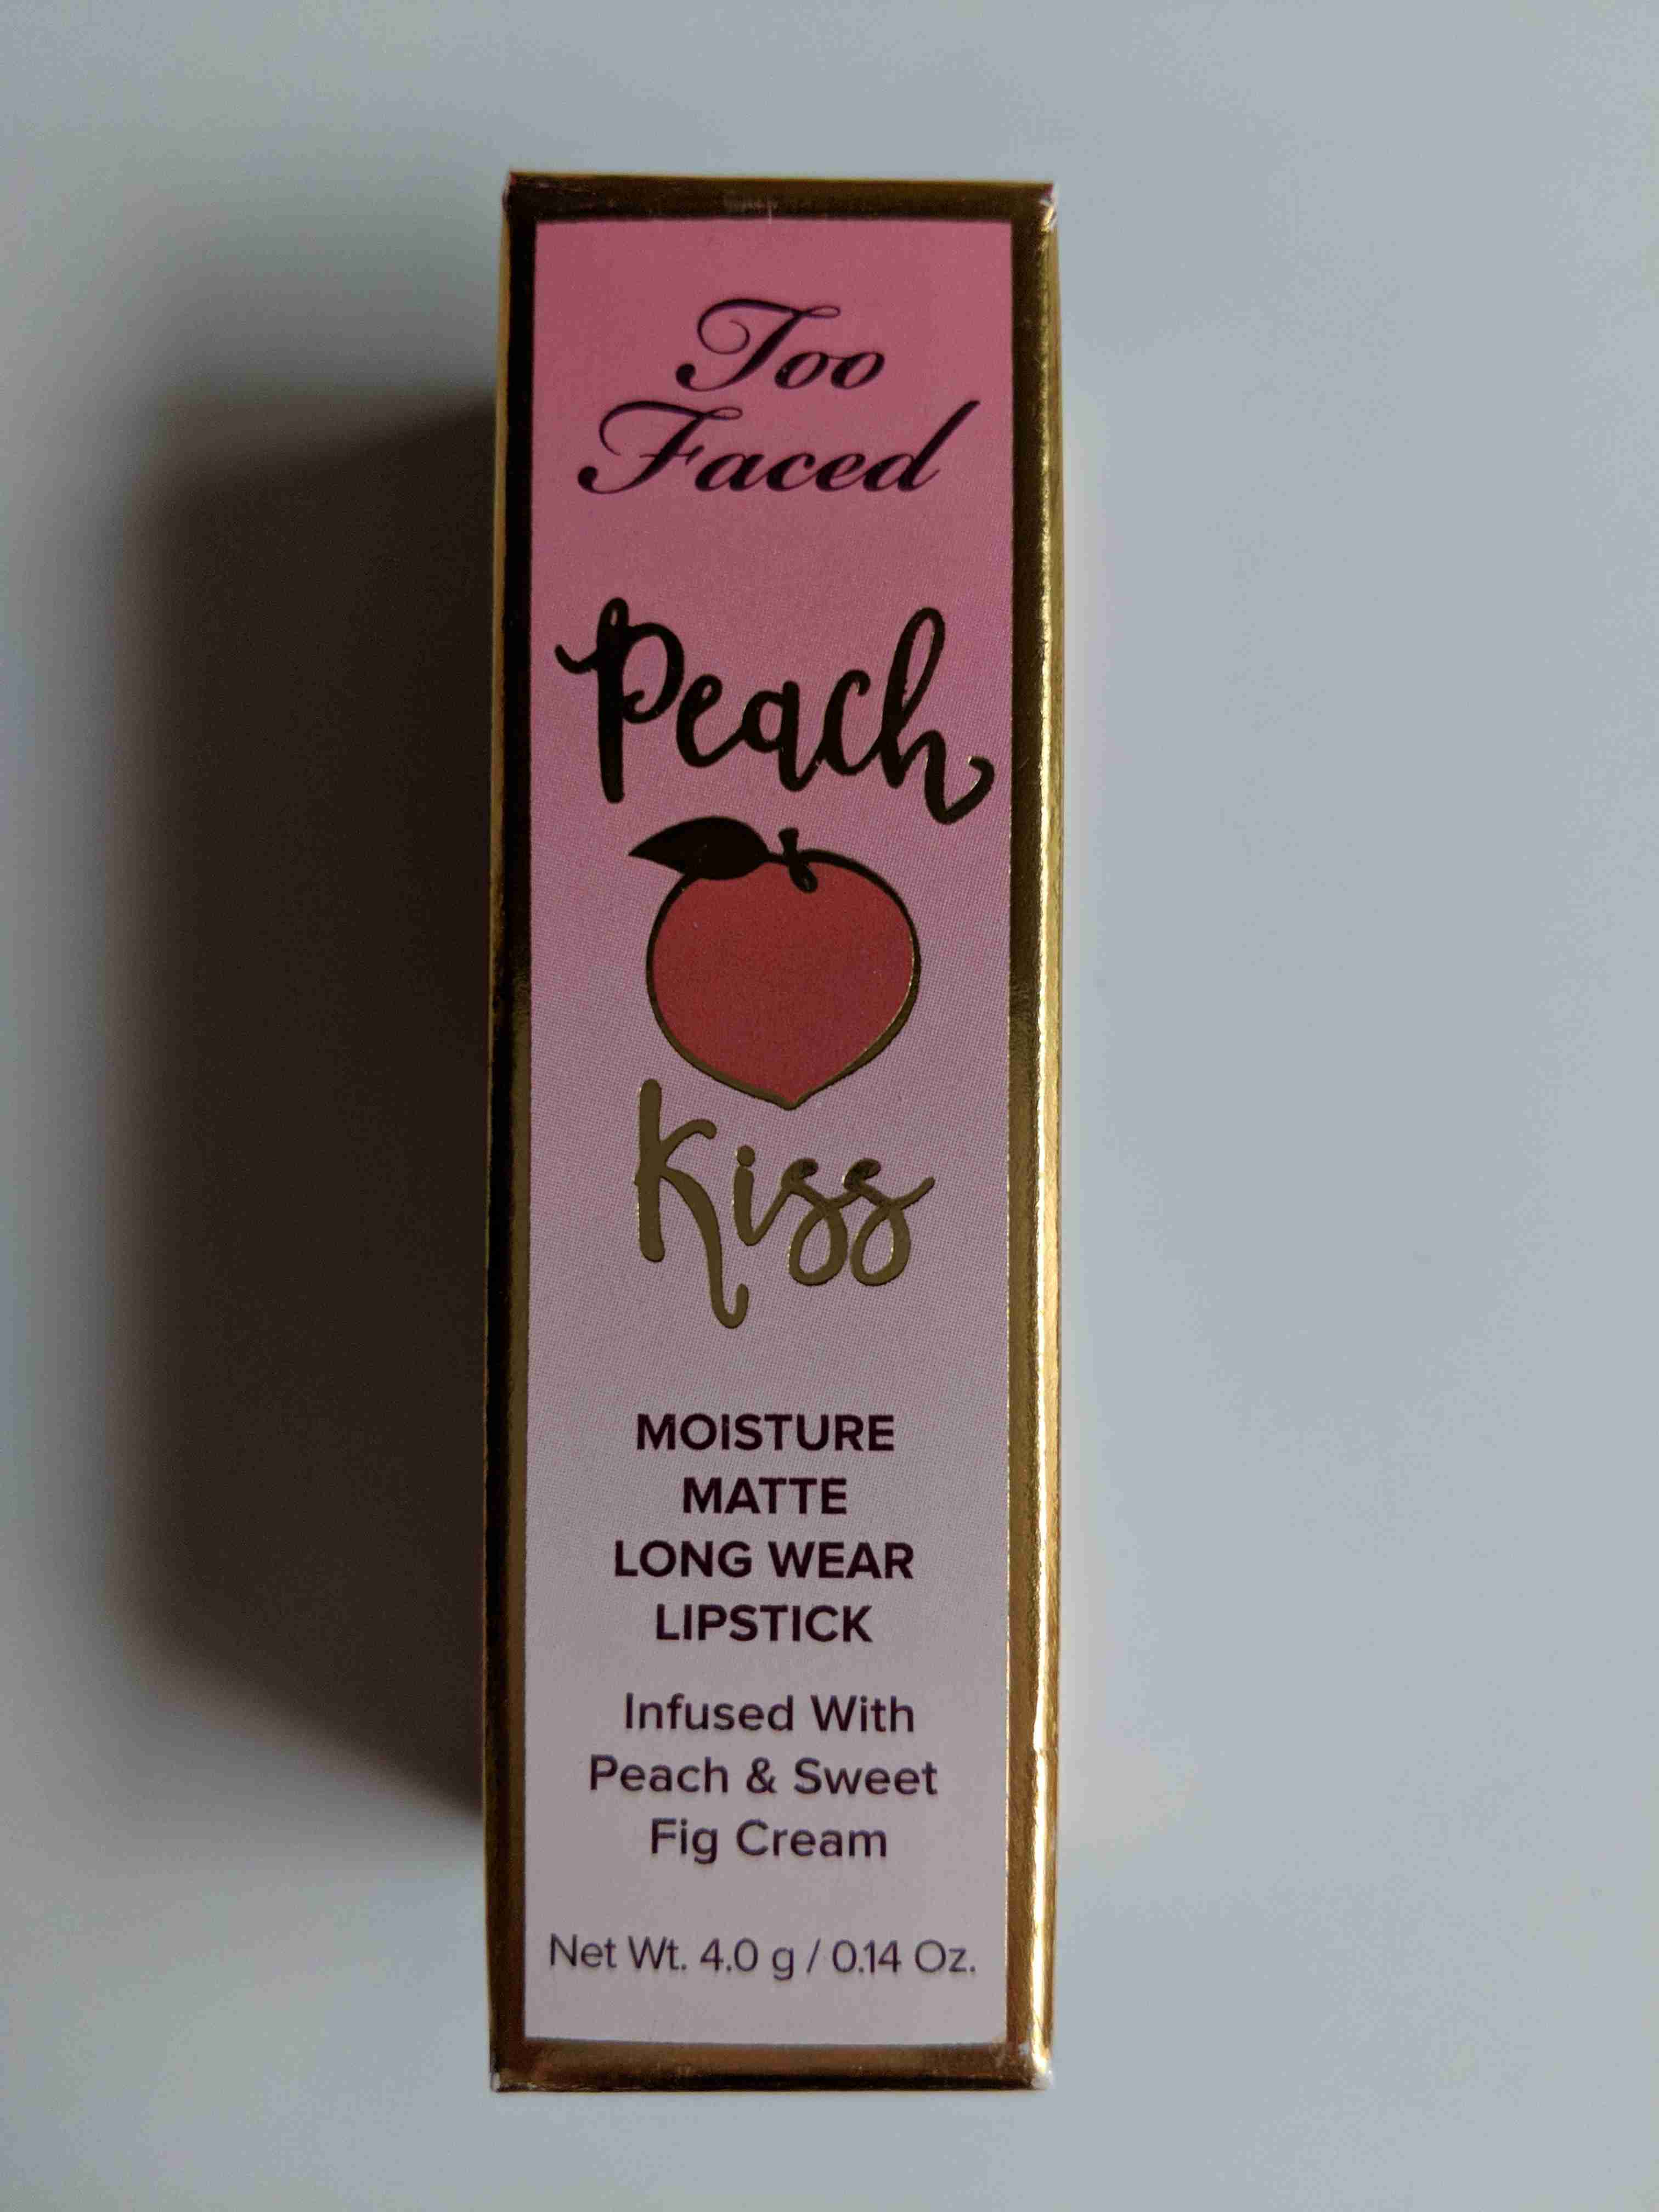 Too
Faced
Peach
Kiss
MOISTURE
MATTE
LONG WEAR
LIPSTICK
Infused With
Peach & Sweet
Fig Cream
Net Wt. 4.0 g / 0.14 Oz.